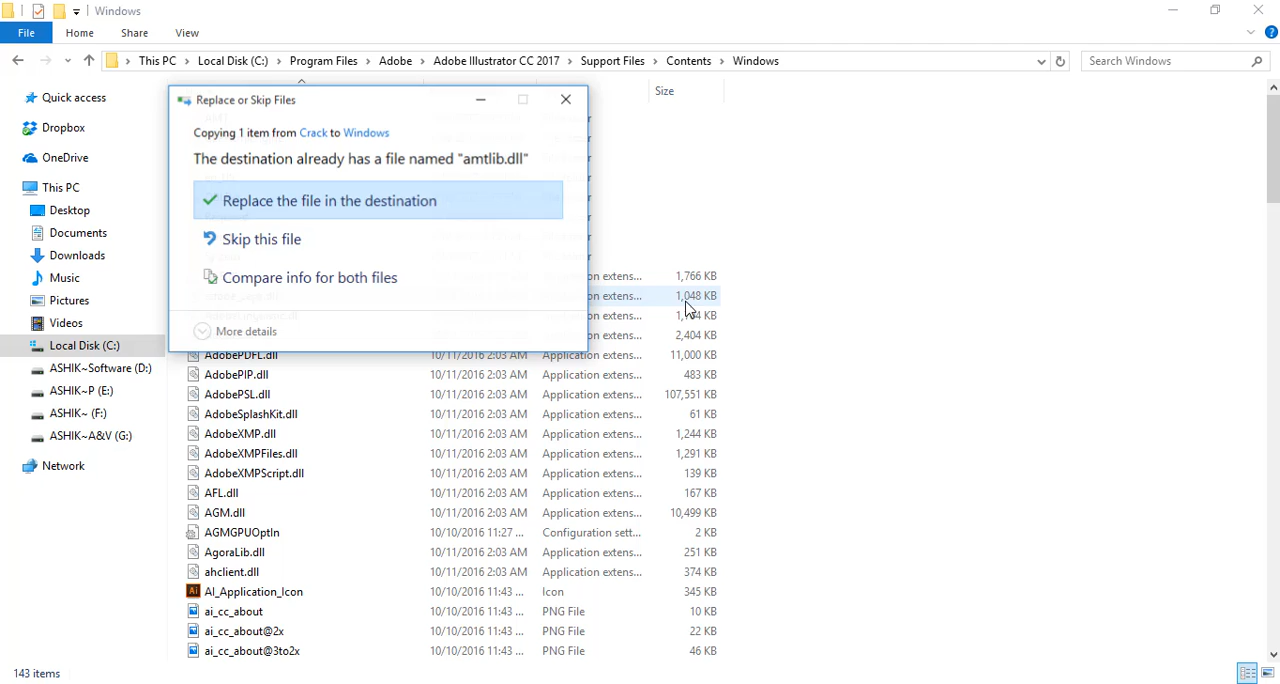 Windows
File Home Share View
This PC Local Disk (C:) Program Files Adobe Adobe Illustrator CC 2017 Support Files Contents Windows Search Windows
Size
Quick access
Dropbox
OneDrive
This PC
Desktop
Documents
Downloads
Music
Pictures
Videos
Local Disk (C:)
ASHIK~Software (D:)
ASHIK~P (E:)
ASHIK~ (F:)
ASHIK~A&V (G:)
Network
Replace or Skip Files
Copying 1 item from Crack to Windows
The destination already has a file named "amtlib.dll"
Replace the file in the destination
Skip this file
Compare info for both files
More details
on extens... 1,766 KB
on extens... 1,048 KB
on extens... KB
on extens... 2,404 KB
AdobePDFL.dll 10/11/2016 2:03 AM Application extens... 11,000 KB
AdobePIP.dll 10/11/2016 2:03 AM Application extens... 483 KB
AdobePSL.dll 10/11/2016 2:03 AM Application extens... 107,551 KB
AdobeSplashKit.dll 10/11/2016 2:03 AM Application extens... 61 KB
AdobeXMP.dll 10/11/2016 2:03 AM Application extens... 1,244 KB
AdobeXMPFiles.dll 10/11/2016 2:03 AM Application extens... 1,291 KB
AdobeXMPScript.dll 10/11/2016 2:03 AM Application extens... 139 KB
AFL.dll 10/11/2016 2:03 AM Application extens... 167 KB
AGM.dll 10/11/2016 2:03 AM Application extens... 10,499 KB
AGMGPUOptIn 10/10/2016 11:27 ... Configuration sett... 2 KB
AgoraLib.dll 10/11/2016 2:03 AM Application extens... 251 KB
ahclient.dll 10/11/2016 2:03 AM Application extens... 374 KB
AI_Application_Icon 10/10/2016 11:43 ... Icon 345 KB
ai_cc_about 10/10/2016 11:43 ... PNG File 10 KB
ai_cc_about@2x 10/10/2016 11:43 ... PNG File 22 KB
ai_cc_about@3to2x 10/10/2016 11:43 ... PNG File 46 KB
143 items